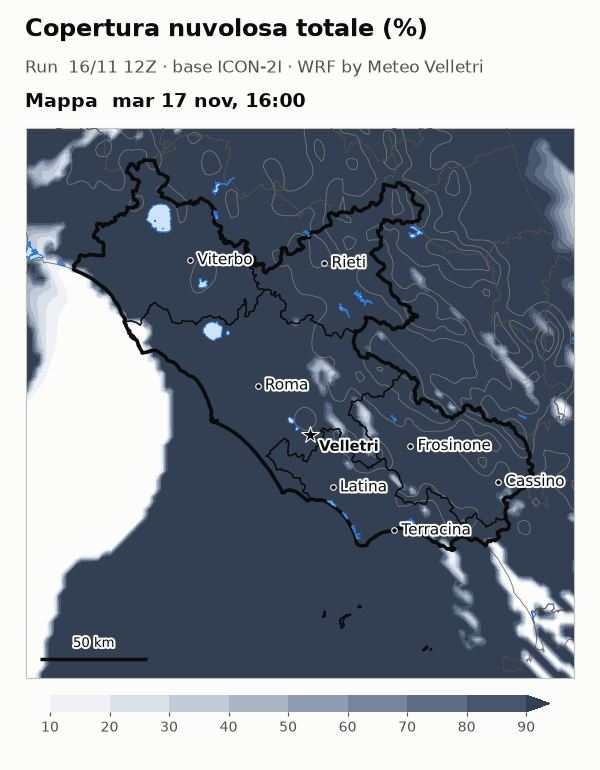 Copertura nuvolosa totale (%)
Run  16/11 12Z · base ICON-2I · WRF by Meteo Velletri
Mappa  mar 17 nov, 16:00
Viterbo
Rieti
Roma
Velletri
Frosinone
Latina
Cassino
Terracina
50 km
10 20 30 40 50 60 70 80 90